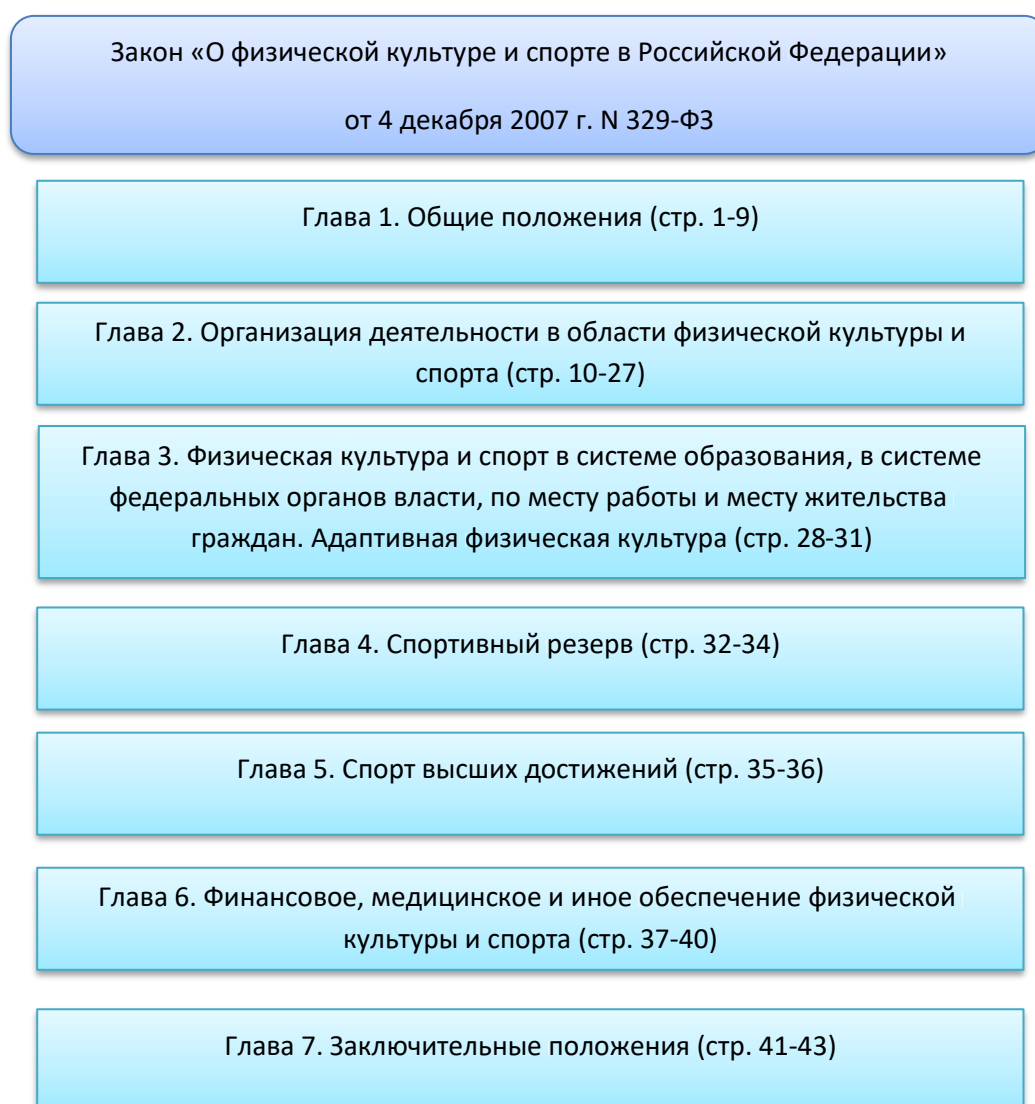 Закон «О физической культуре и спорте в Российской Федерации»
от 4 декабря 2007 г. N 329-ФЗ
Глава 1. Общие положения (стр. 1-9)
Глава 2. Организация деятельности в области физической культуры и
спорта (стр. 10-27)
Глава 3. Физическая культура и спорт в системе образования, в системе
федеральных органов власти, по месту работы и месту жительства
граждан. Адаптивная физическая культура (стр. 28-31)
Глава 4. Спортивный резерв (стр. 32-34)
Глава 5. Спорт высших достижений (стр. 35-36)
Глава 6. Финансовое, медицинское и иное обеспечение физической
культуры и спорта (стр. 37-40)
Глава 7. Заключительные положения (стр. 41-43)